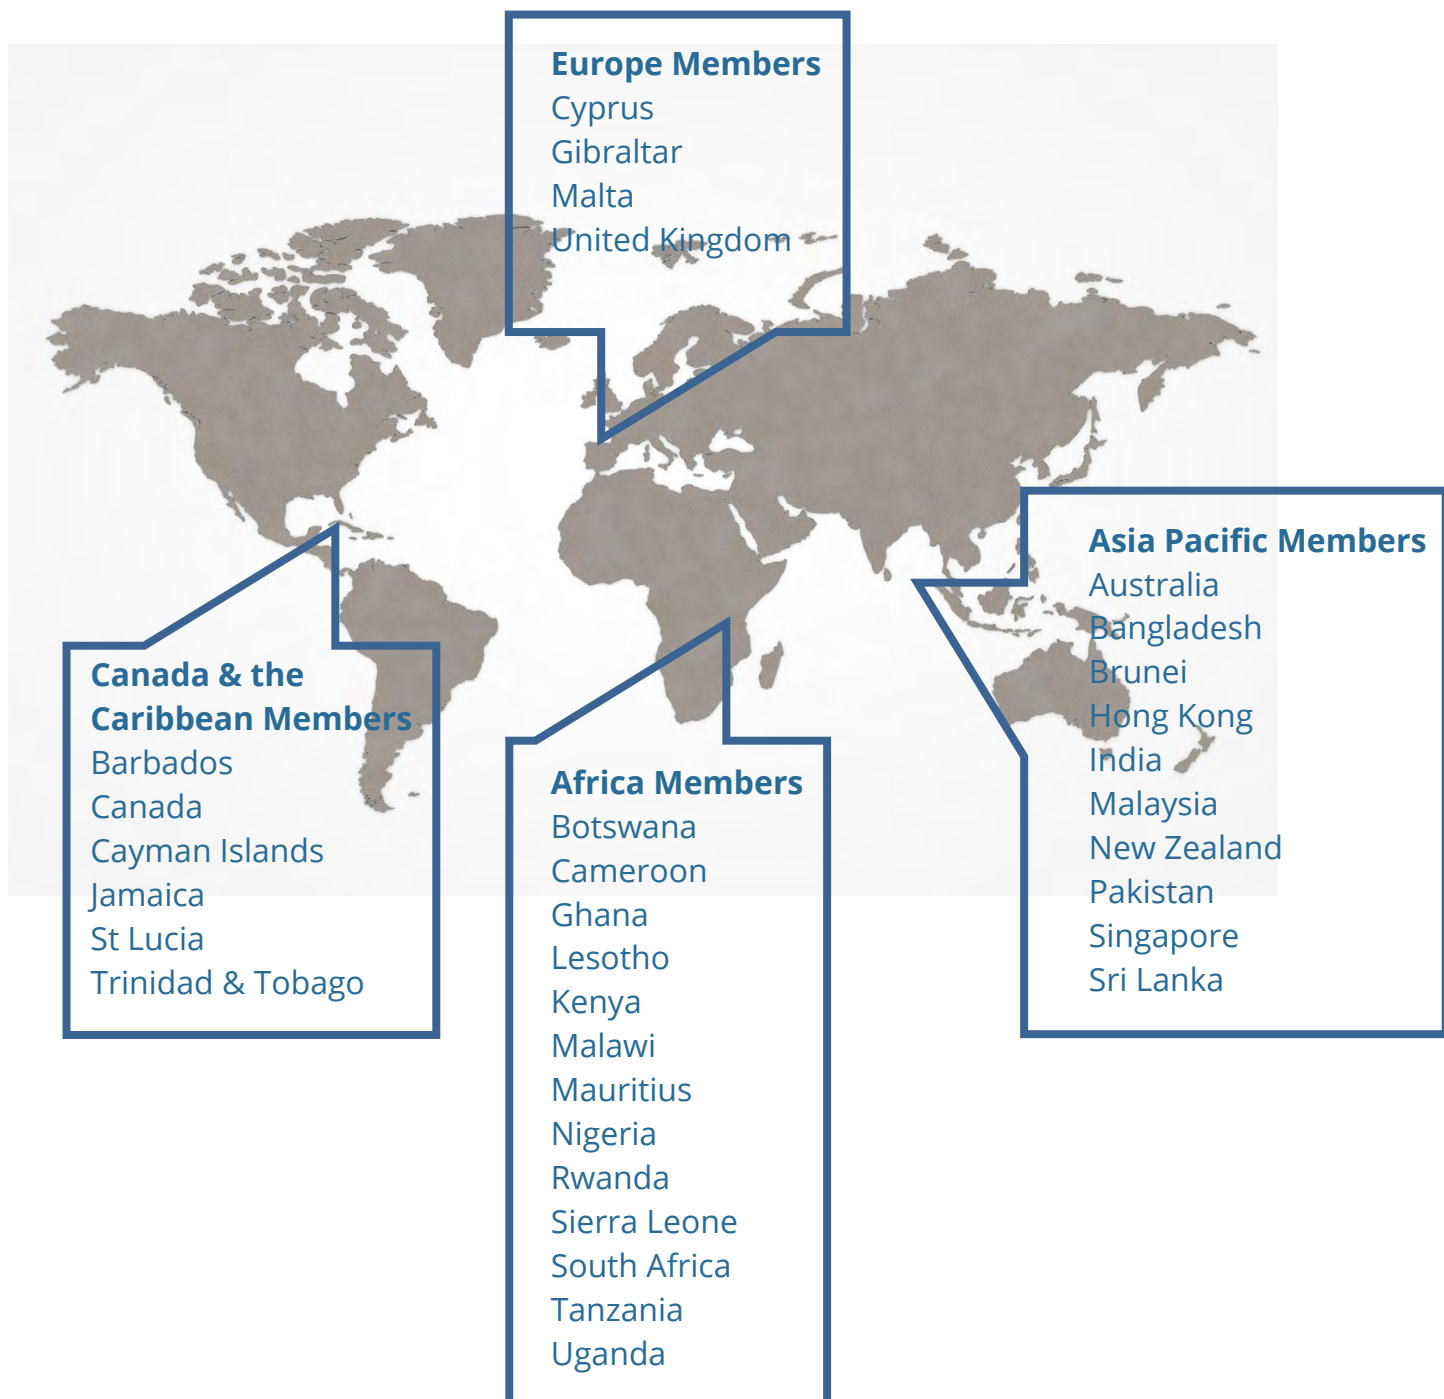 Europe Members
Cyprus
Gibraltar
Malta
United Kingdom
Canada & the
Caribbean Members
Barbados
Canada
Cayman Islands
Jamaica
St Lucia
Trinidad & Tobago
Africa Members
Botswana
Cameroon
Ghana
Lesotho
Kenya
Malawi
Mauritius
Nigeria
Rwanda
Sierra Leone
South Africa
Tanzania
Uganda
Asia Pacific Members
Australia
Bangladesh
Brunei
Hong Kong
India
Malaysia
New Zealand
Pakistan
Singapore
Sri Lanka